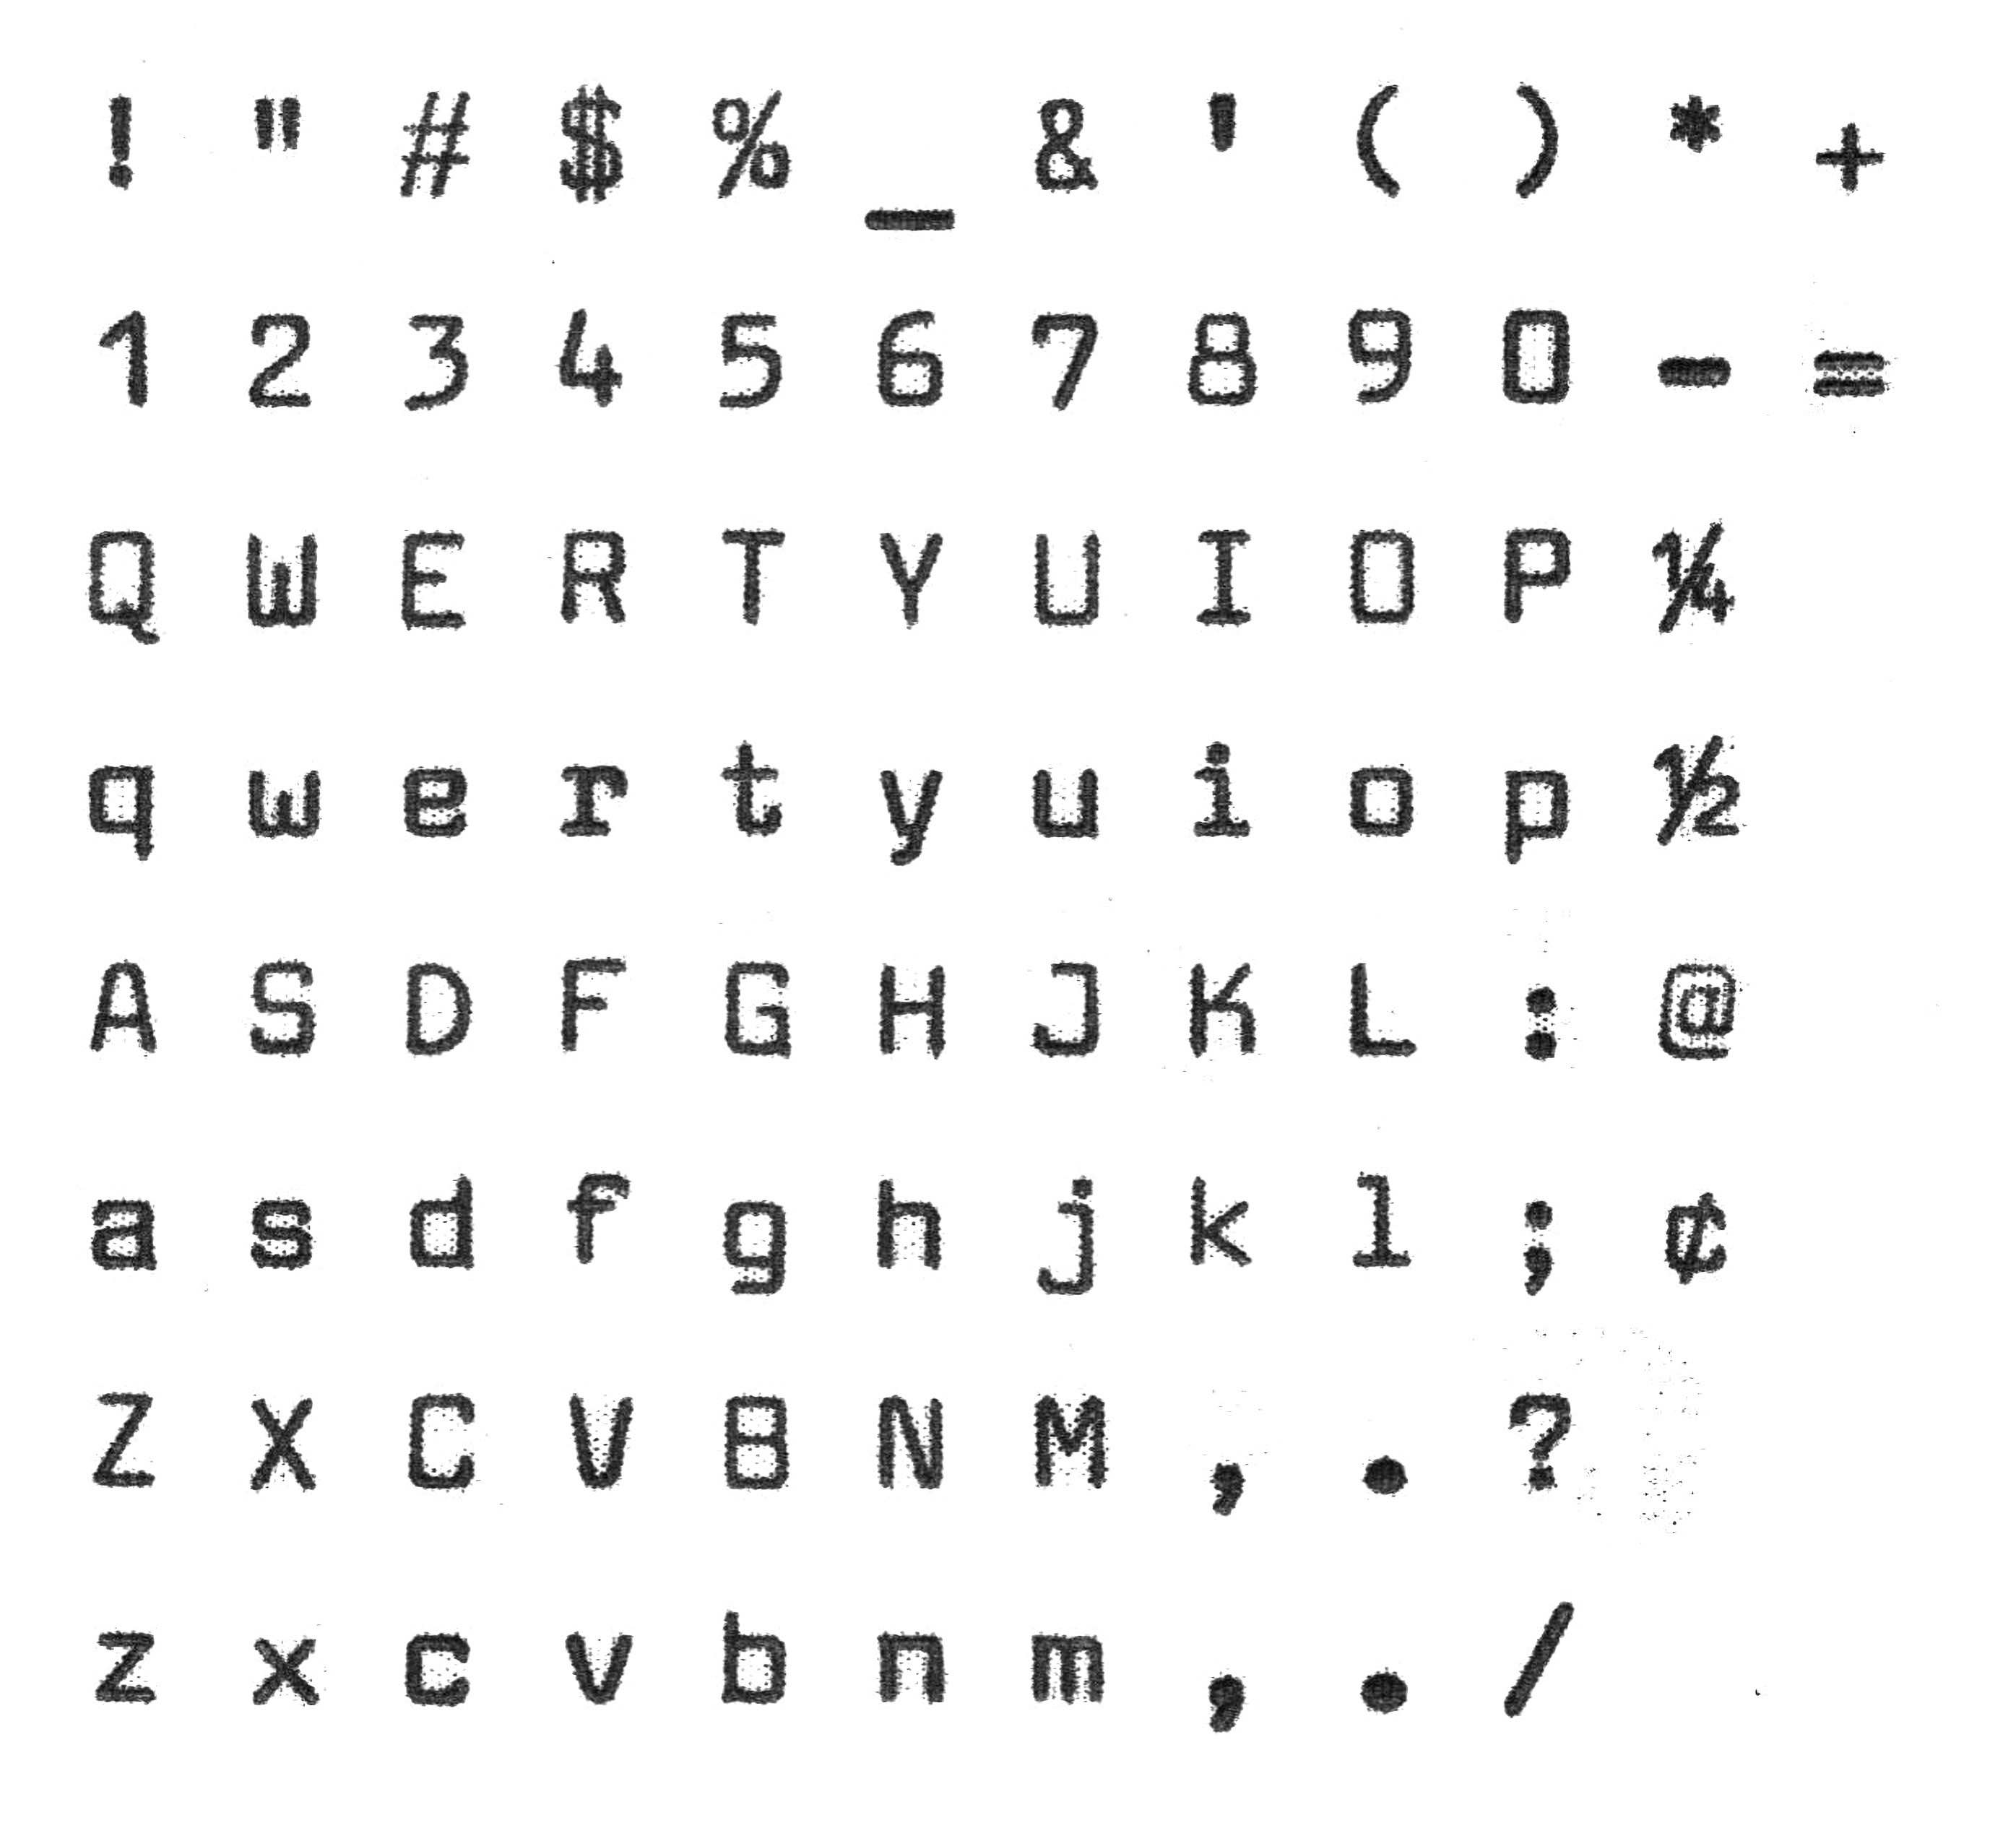 ! " # $ % _ & ' ( ) * +
1 2 3 4 5 6 7 8 9 0 - =
Q W E R T Y U I O P ¼
q w e r t y u i o p ½
A S D F G H J K L : @
a s d f g h j k l ; ¢
Z X C V B N M , . ?
z x c v b n m , . /